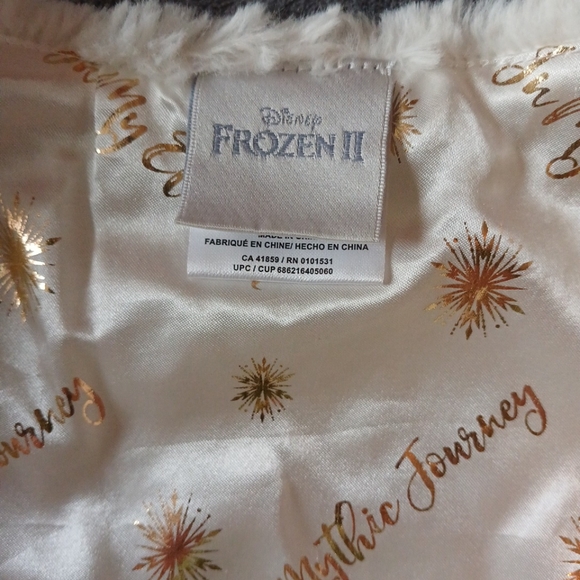 My
Disney
FROZEN II
MADE IN
FABRIQUÉ EN CHINE/ HECHO EN CHINA
CA 41859 / RN 0101531
UPC / CUP 686216405060
Journey
Mythic Journey